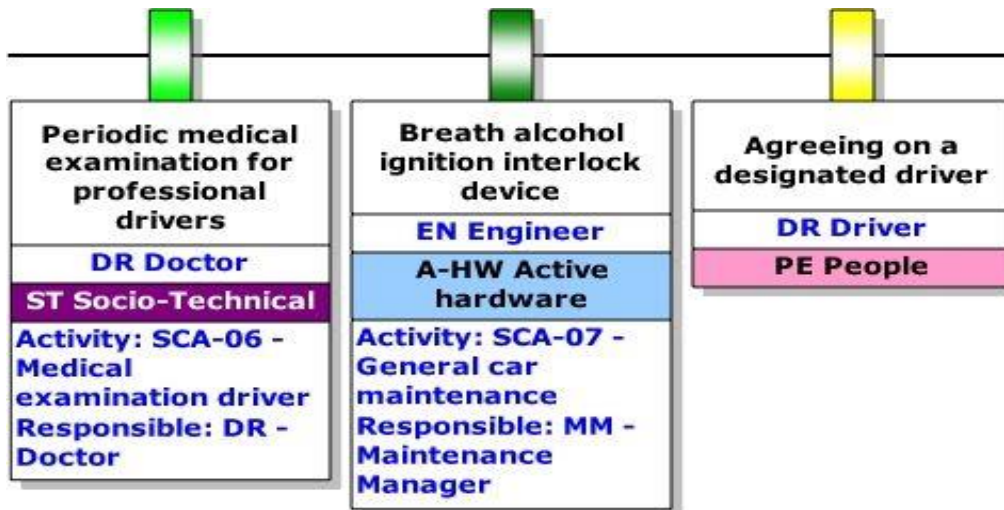 Periodic medical
examination for
professional
drivers
DR Doctor
ST Socio-Technical
Activity: SCA-06 -
Medical
examination driver
Responsible: DR -
Doctor
Breath alcohol
ignition interlock
device
EN Engineer
A-HW Active
hardware
Activity: SCA-07 -
General car
maintenance
Responsible: MM -
Maintenance
Manager
Agreeing on a
designated driver
DR Driver
PE People